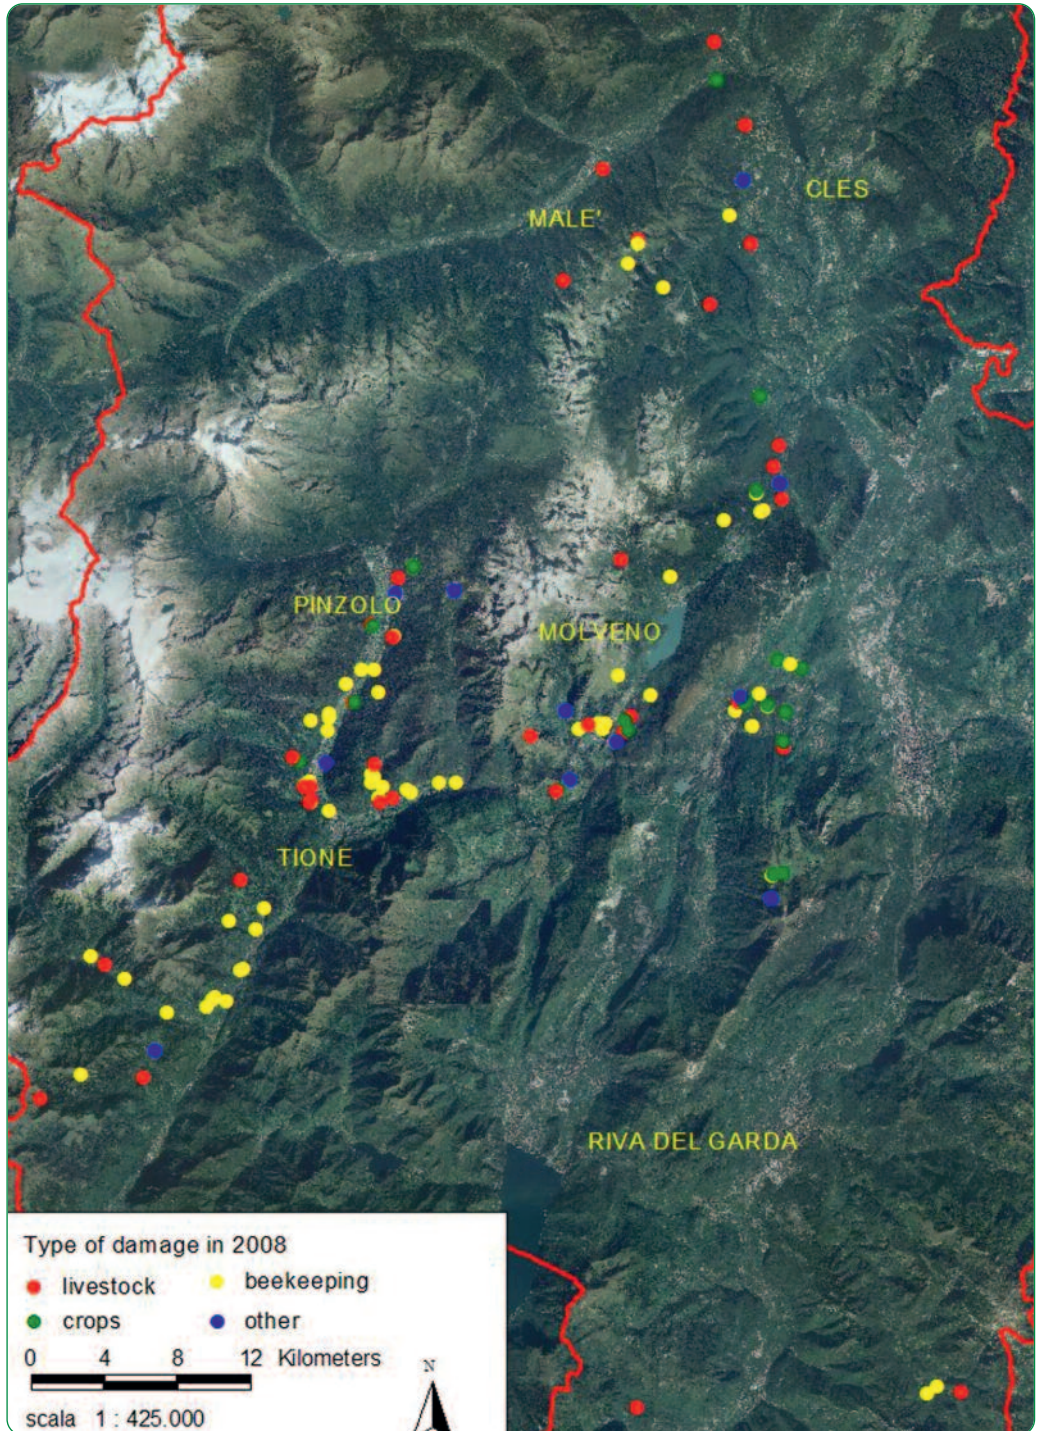 CLES
MALE'
PINZOLO
MOLVENO
TIONE
RIVA DEL GARDA
Type of damage in 2008
livestock
beekeeping
crops
other
0 4 8 12 Kilometers
N
scala 1 : 425.000